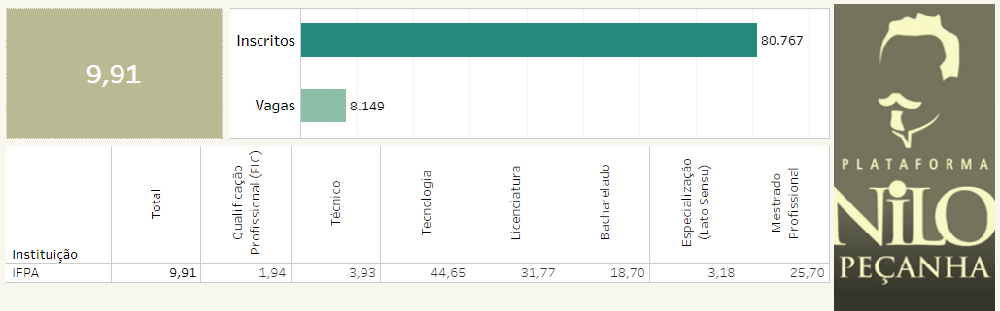 9,91
Inscritos 80.767
Vagas 8.149
Instituição Total Qualificação Profissional (FIC) Técnico Tecnologia Licenciatura Bacharelado Especialização (Lato Sensu) Mestrado Profissional
IFPA 9,91 1,94 3,93 44,65 31,77 18,70 3,18 25,70
PLATAFORMA
NILO
PEÇANHA